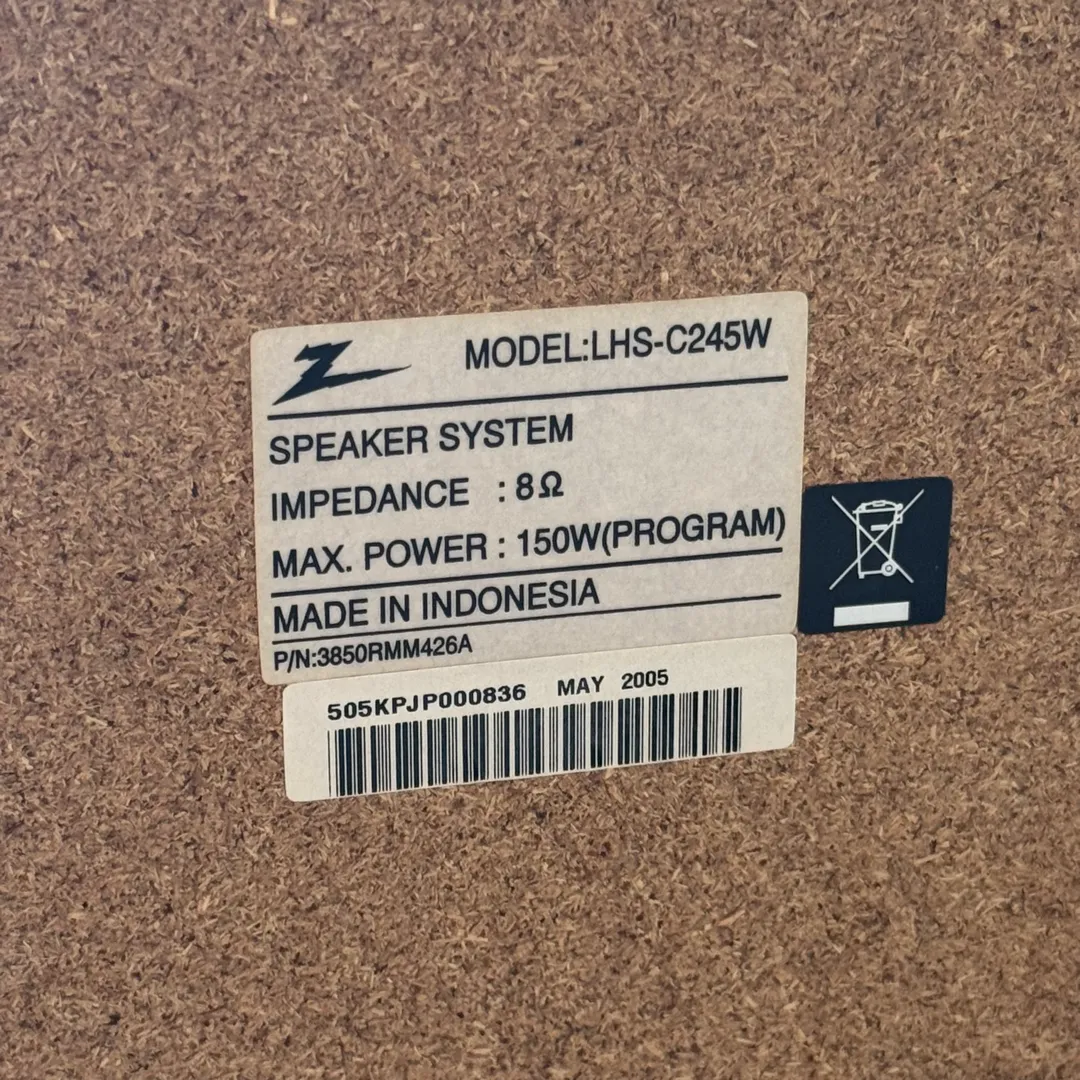 MODEL:LHS-C245W
SPEAKER SYSTEM
IMPEDANCE : 8Ω
MAX. POWER : 150W(PROGRAM)
MADE IN INDONESIA
P/N:3850RMM426A
505KPJP000836 MAY 2005